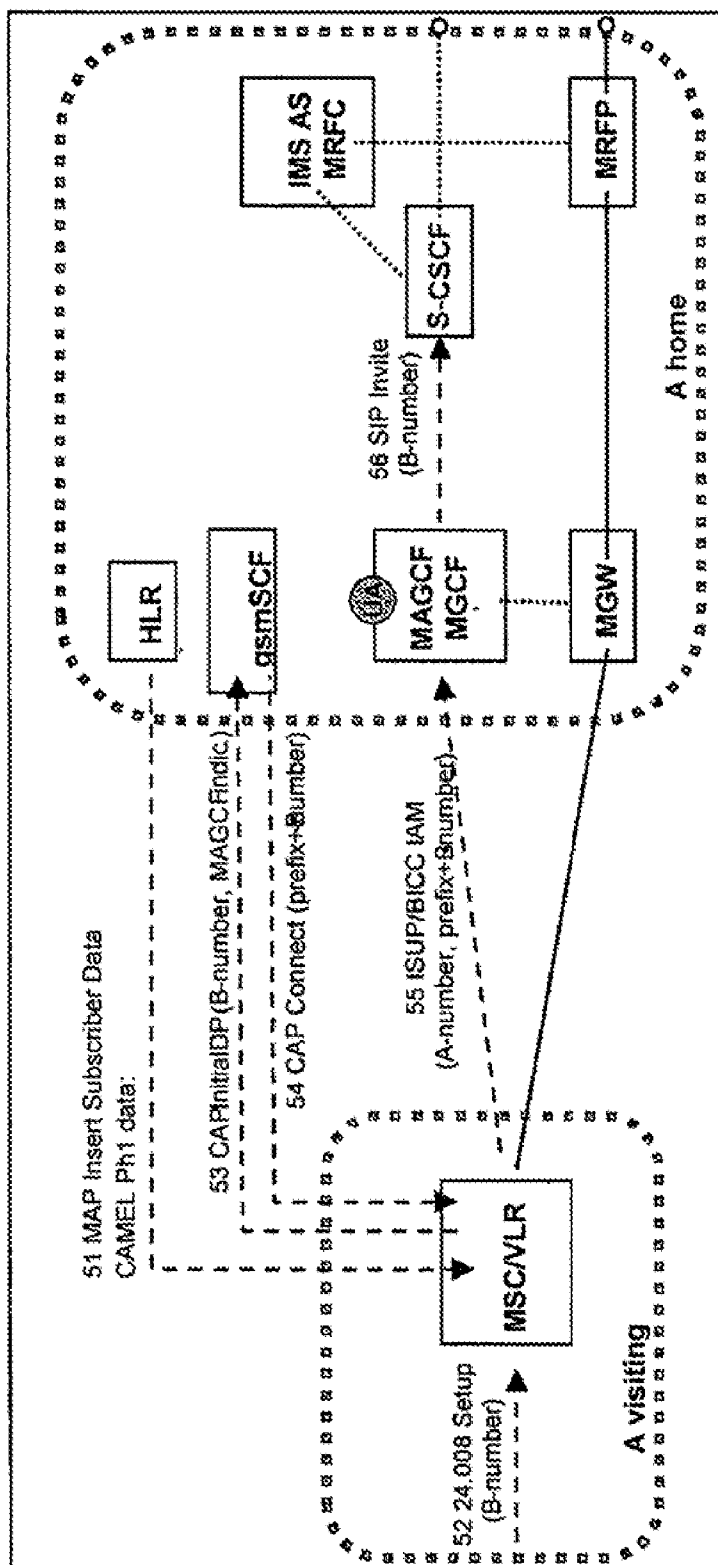 51 MAP Insert Subscriber Data
CAMEL Ph1 data:
HLR
53 CAPInitialDP(B-number, MAGCFindic.)
gsmSCF
54 CAP Connect (prefix+Bumber)
IMS AS
MRFC
52 24.008 Setup
(B-number)
MSC/VLR
55 ISUP/BICC IAM
(A-number, prefix+Bnumber)
UA
MAGCF
MGCF
56 SIP Invite
(B-number)
S-CSCF
MGW
MRFP
A visiting
A home